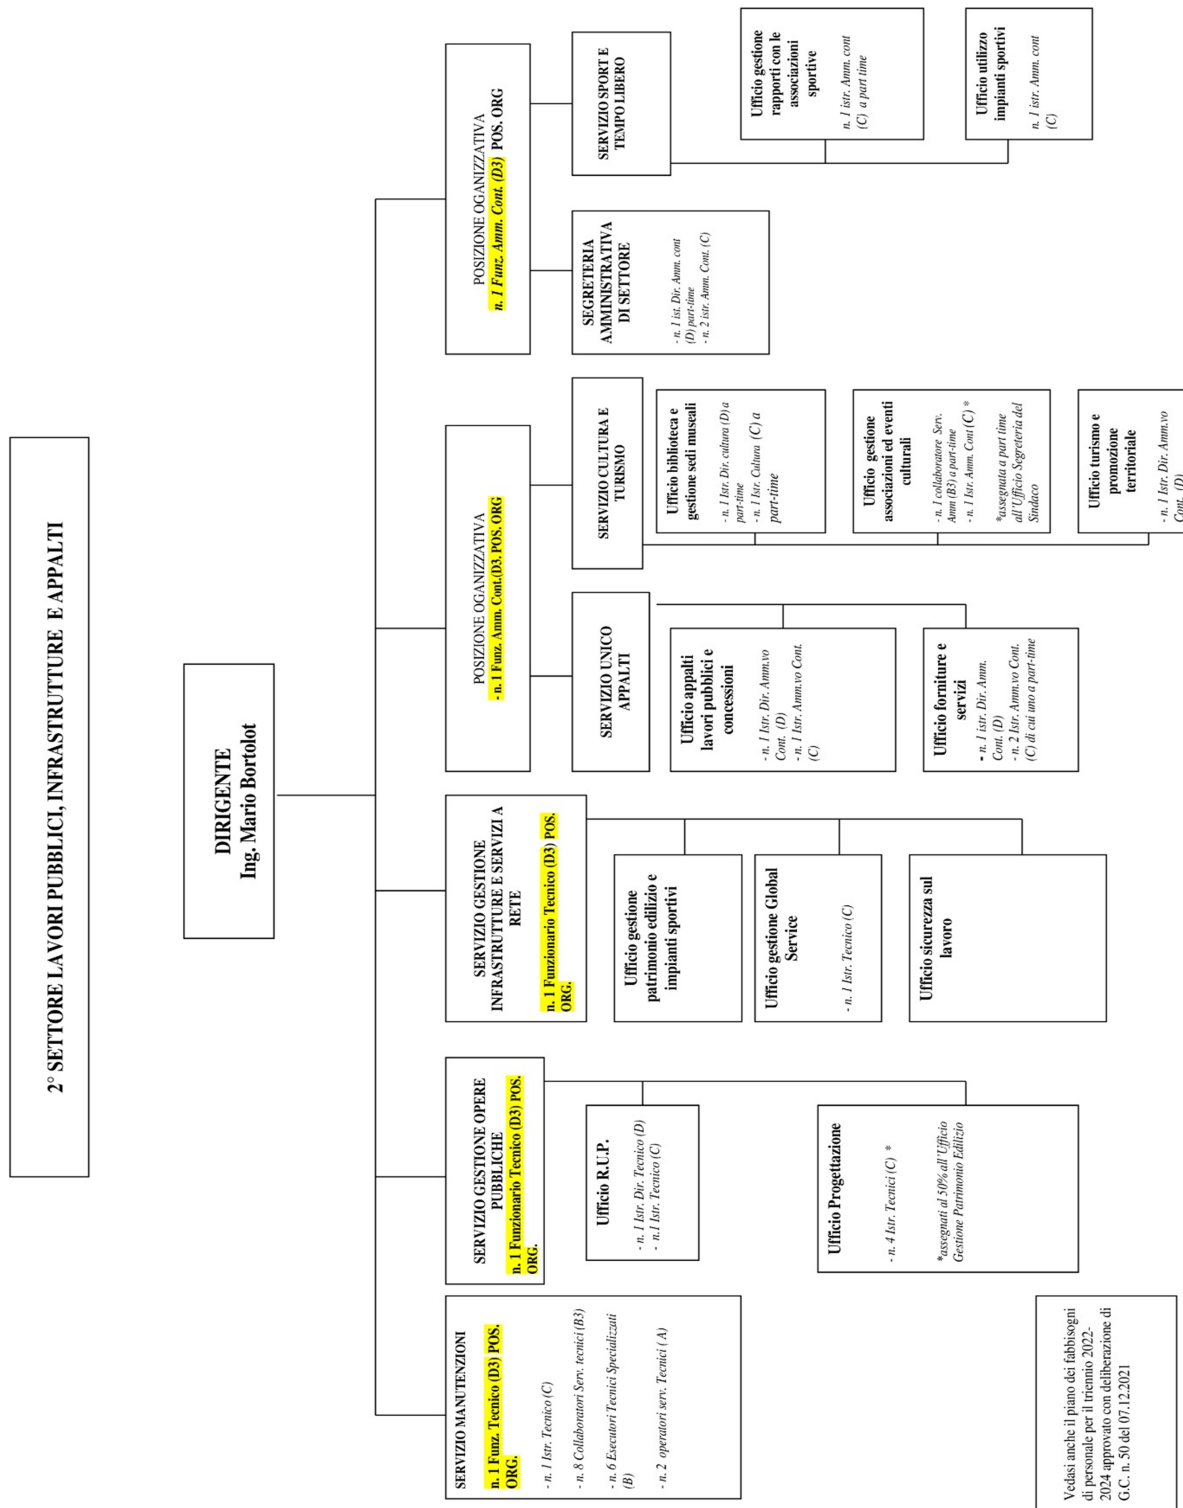 2° SETTORE LAVORI PUBBLICI, INFRASTRUTTURE E APPALTI
DIRIGENTE
Ing. Mario Bortolot
SERVIZIO MANUTENZIONI
n. 1 Funz. Tecnico (D3) POS.
ORG.
- n. 1 Istr. Tecnico (C)
- n. 8 Collaboratori Serv. tecnici (B3)
- n. 6 Esecutori Tecnici Specializzati
(B)
- n. 2 operatori serv. Tecnici (A)
SERVIZIO GESTIONE OPERE
PUBBLICHE
n. 1 Funzionario Tecnico (D3) POS.
ORG.
Ufficio R.U.P.
- n. 1 Istr. Dir. Tecnico (D)
- n.1 Istr. Tecnico (C)
Ufficio Progettazione
- n. 4 Istr. Tecnici (C) *
*assegnati al 50% all'Ufficio
Gestione Patrimonio Edilizio
SERVIZIO GESTIONE
INFRASTRUTTURE E SERVIZI A
RETE
n. 1 Funzionario Tecnico (D3) POS.
ORG.
Ufficio gestione
patrimonio edilizio e
impianti sportivi
Ufficio gestione Global
Service
- n. 1 Istr. Tecnico (C)
Ufficio sicurezza sul
lavoro
POSIZIONE OGANIZZATIVA
- n. 1 Funz. Amm. Cont.(D3. POS. ORG
SERVIZIO UNICO
APPALTI
Ufficio appalti
lavori pubblici e
concessioni
- n. 1 Istr. Dir. Amm.vo
Cont. (D)
- n. 1 Istr. Amm.vo Cont.
(C)
Ufficio forniture e
servizi
- n. 1 istr. Dir. Amm.
Cont. (D)
- n. 2 Istr. Amm.vo Cont.
(C) di cui uno a part-time
SERVIZIO CULTURA E
TURISMO
Ufficio biblioteca e
gestione sedi museali
- n. 1 Istr. Dir. cultura (D) a
part-time
- n. 1 Istr. Cultura (C) a
part-time
Ufficio gestione
associazioni ed eventi
culturali
- n. 1 collaboratore Serv.
Amm (B3) a part-time
- n. 1 Istr. Amm. Cont (C) *
*assegnata a part time
all'Ufficio Segreteria del
Sindaco
Ufficio turismo e
promozione
territoriale
- n. 1 Istr. Dir. Amm.vo
Cont. (D)
POSIZIONE OGANIZZATIVA
n. 1 Funz. Amm. Cont. (D3) POS. ORG
SEGRETERIA
AMMINISTRATIVA
DI SETTORE
- n. 1 ist. Dir. Amm. cont
(D) part-time
- n. 2 istr. Amm. Cont. (C)
SERVIZIO SPORT E
TEMPO LIBERO
Ufficio gestione
rapporti con le
associazioni
sportive
n. 1 istr. Amm. cont
(C) a part time
Ufficio utilizzo
impianti sportivi
n. 1 istr. Amm. cont
(C)
Vedasi anche il piano dei fabbisogni
di personale per il triennio 2022-
2024 approvato con deliberazione di
G.C. n. 50 del 07.12.2021